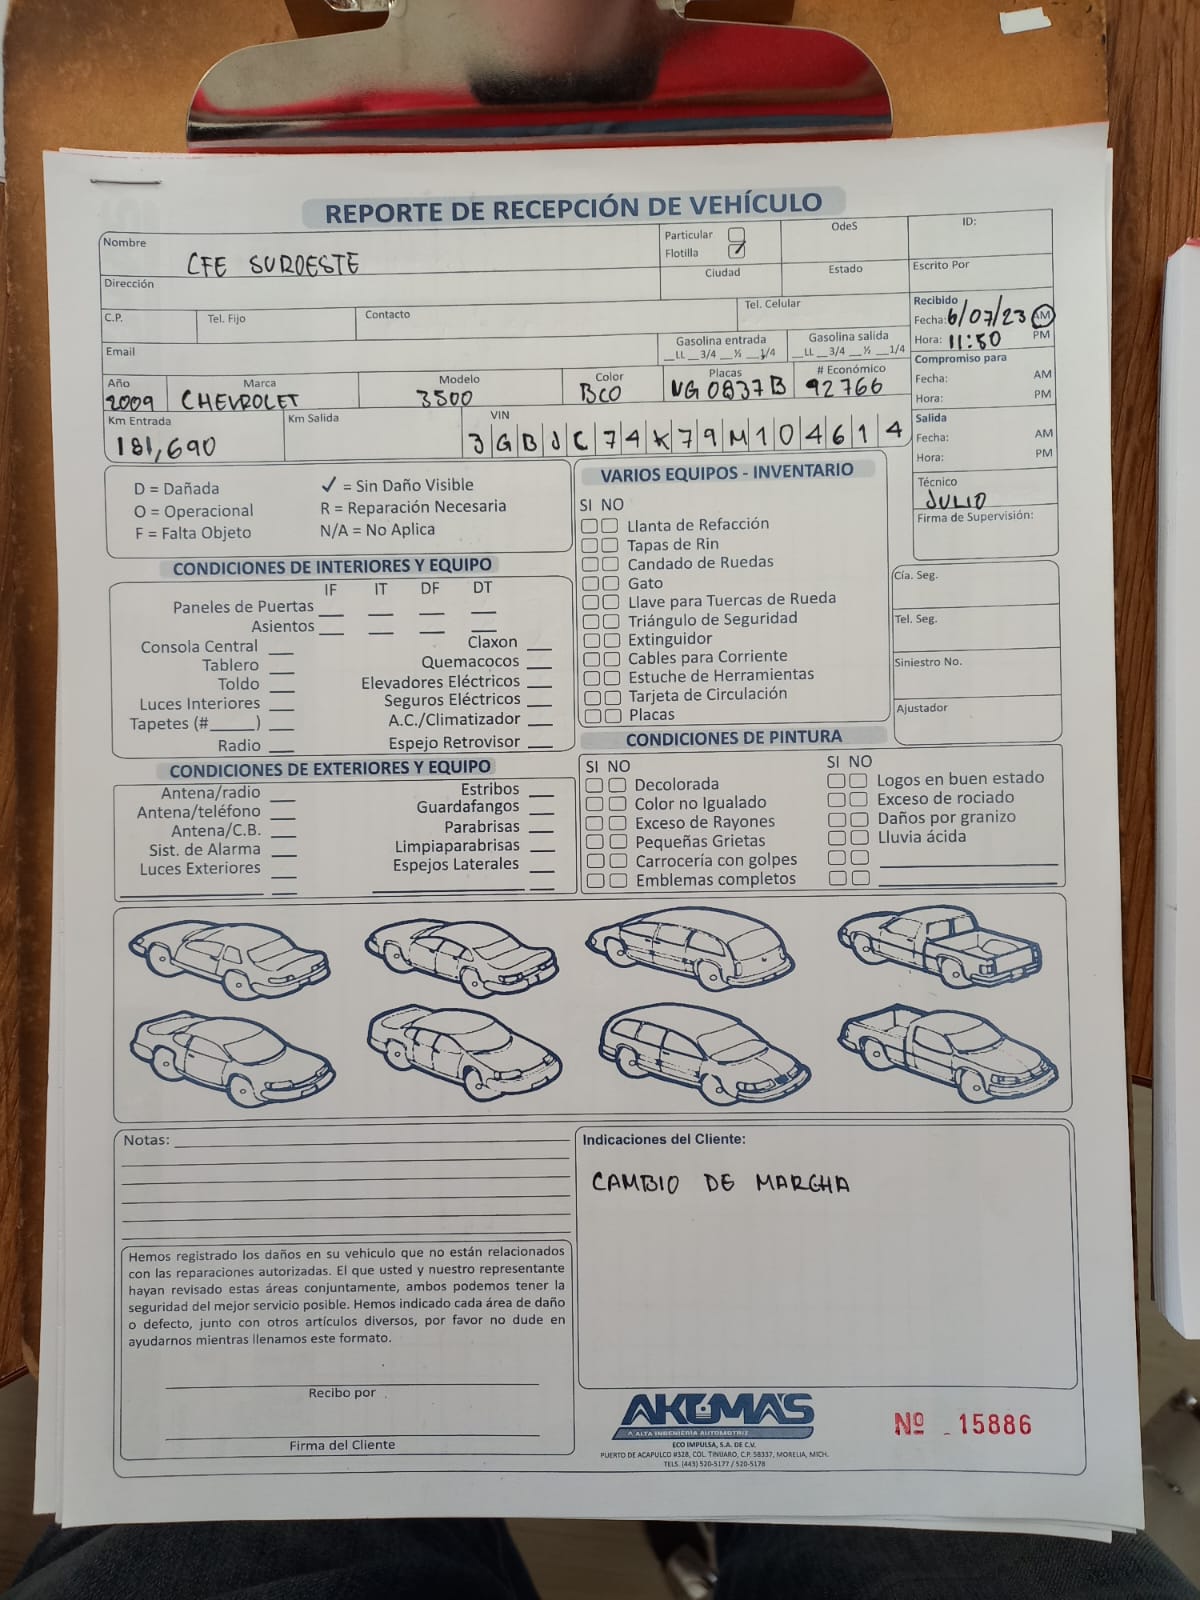 REPORTE DE RECEPCIÓN DE VEHÍCULO
Nombre
CFE SUROESTE
Particular
Flotilla ✓
OdeS
ID:
Dirección
Ciudad
Estado
Escrito Por
C.P.
Tel. Fijo
Contacto
Tel. Celular
Recibido
Fecha: 6/07/23 AM
Hora: 11:50 PM
Email
Gasolina entrada
__LL __3/4 __½ __1/4
Gasolina salida
__LL __3/4 __½ __1/4
Compromiso para
Fecha: AM
Hora: PM
Año
2009
Marca
CHEVROLET
Modelo
3500
Color
BCO
Placas
VG0837B
# Económico
92766
Km Entrada
181,690
Km Salida
VIN
3GBJC74K79M104614
Salida
Fecha: AM
Hora: PM
Técnico
JULIO
Firma de Supervisión:
D = Dañada
O = Operacional
F = Falta Objeto
✓ = Sin Daño Visible
R = Reparación Necesaria
N/A = No Aplica
VARIOS EQUIPOS - INVENTARIO
SI NO
Llanta de Refacción
Tapas de Rin
Candado de Ruedas
Gato
Llave para Tuercas de Rueda
Triángulo de Seguridad
Extinguidor
Cables para Corriente
Estuche de Herramientas
Tarjeta de Circulación
Placas
Cía. Seg.
Tel. Seg.
Siniestro No.
Ajustador
CONDICIONES DE INTERIORES Y EQUIPO
IF IT DF DT
Paneles de Puertas
Asientos
Consola Central
Tablero
Toldo
Luces Interiores
Tapetes (#_____)
Radio
Claxon
Quemacocos
Elevadores Eléctricos
Seguros Eléctricos
A.C./Climatizador
Espejo Retrovisor
CONDICIONES DE EXTERIORES Y EQUIPO
Antena/radio
Antena/teléfono
Antena/C.B.
Sist. de Alarma
Luces Exteriores
Estribos
Guardafangos
Parabrisas
Limpiaparabrisas
Espejos Laterales
CONDICIONES DE PINTURA
SI NO
Decolorada
Color no Igualado
Exceso de Rayones
Pequeñas Grietas
Carrocería con golpes
Emblemas completos
SI NO
Logos en buen estado
Exceso de rociado
Daños por granizo
Lluvia ácida
Notas:
Indicaciones del Cliente:
CAMBIO DE MARCHA
Hemos registrado los daños en su vehiculo que no están relacionados
con las reparaciones autorizadas. El que usted y nuestro representante
hayan revisado estas áreas conjuntamente, ambos podemos tener la
seguridad del mejor servicio posible. Hemos indicado cada área de daño
o defecto, junto con otros artículos diversos, por favor no dude en
ayudarnos mientras llenamos este formato.
Recibo por
Firma del Cliente
AKUMA'S
ALTA INGENIERIA AUTOMOTRIZ
ECO IMPULSA, S.A. DE C.V.
PUERTO DE ACAPULCO #328, COL. TINIJARO, C.P. 58337, MORELIA, MICH.
TELS. (443) 520-5177 / 520-5178
Nº 15886